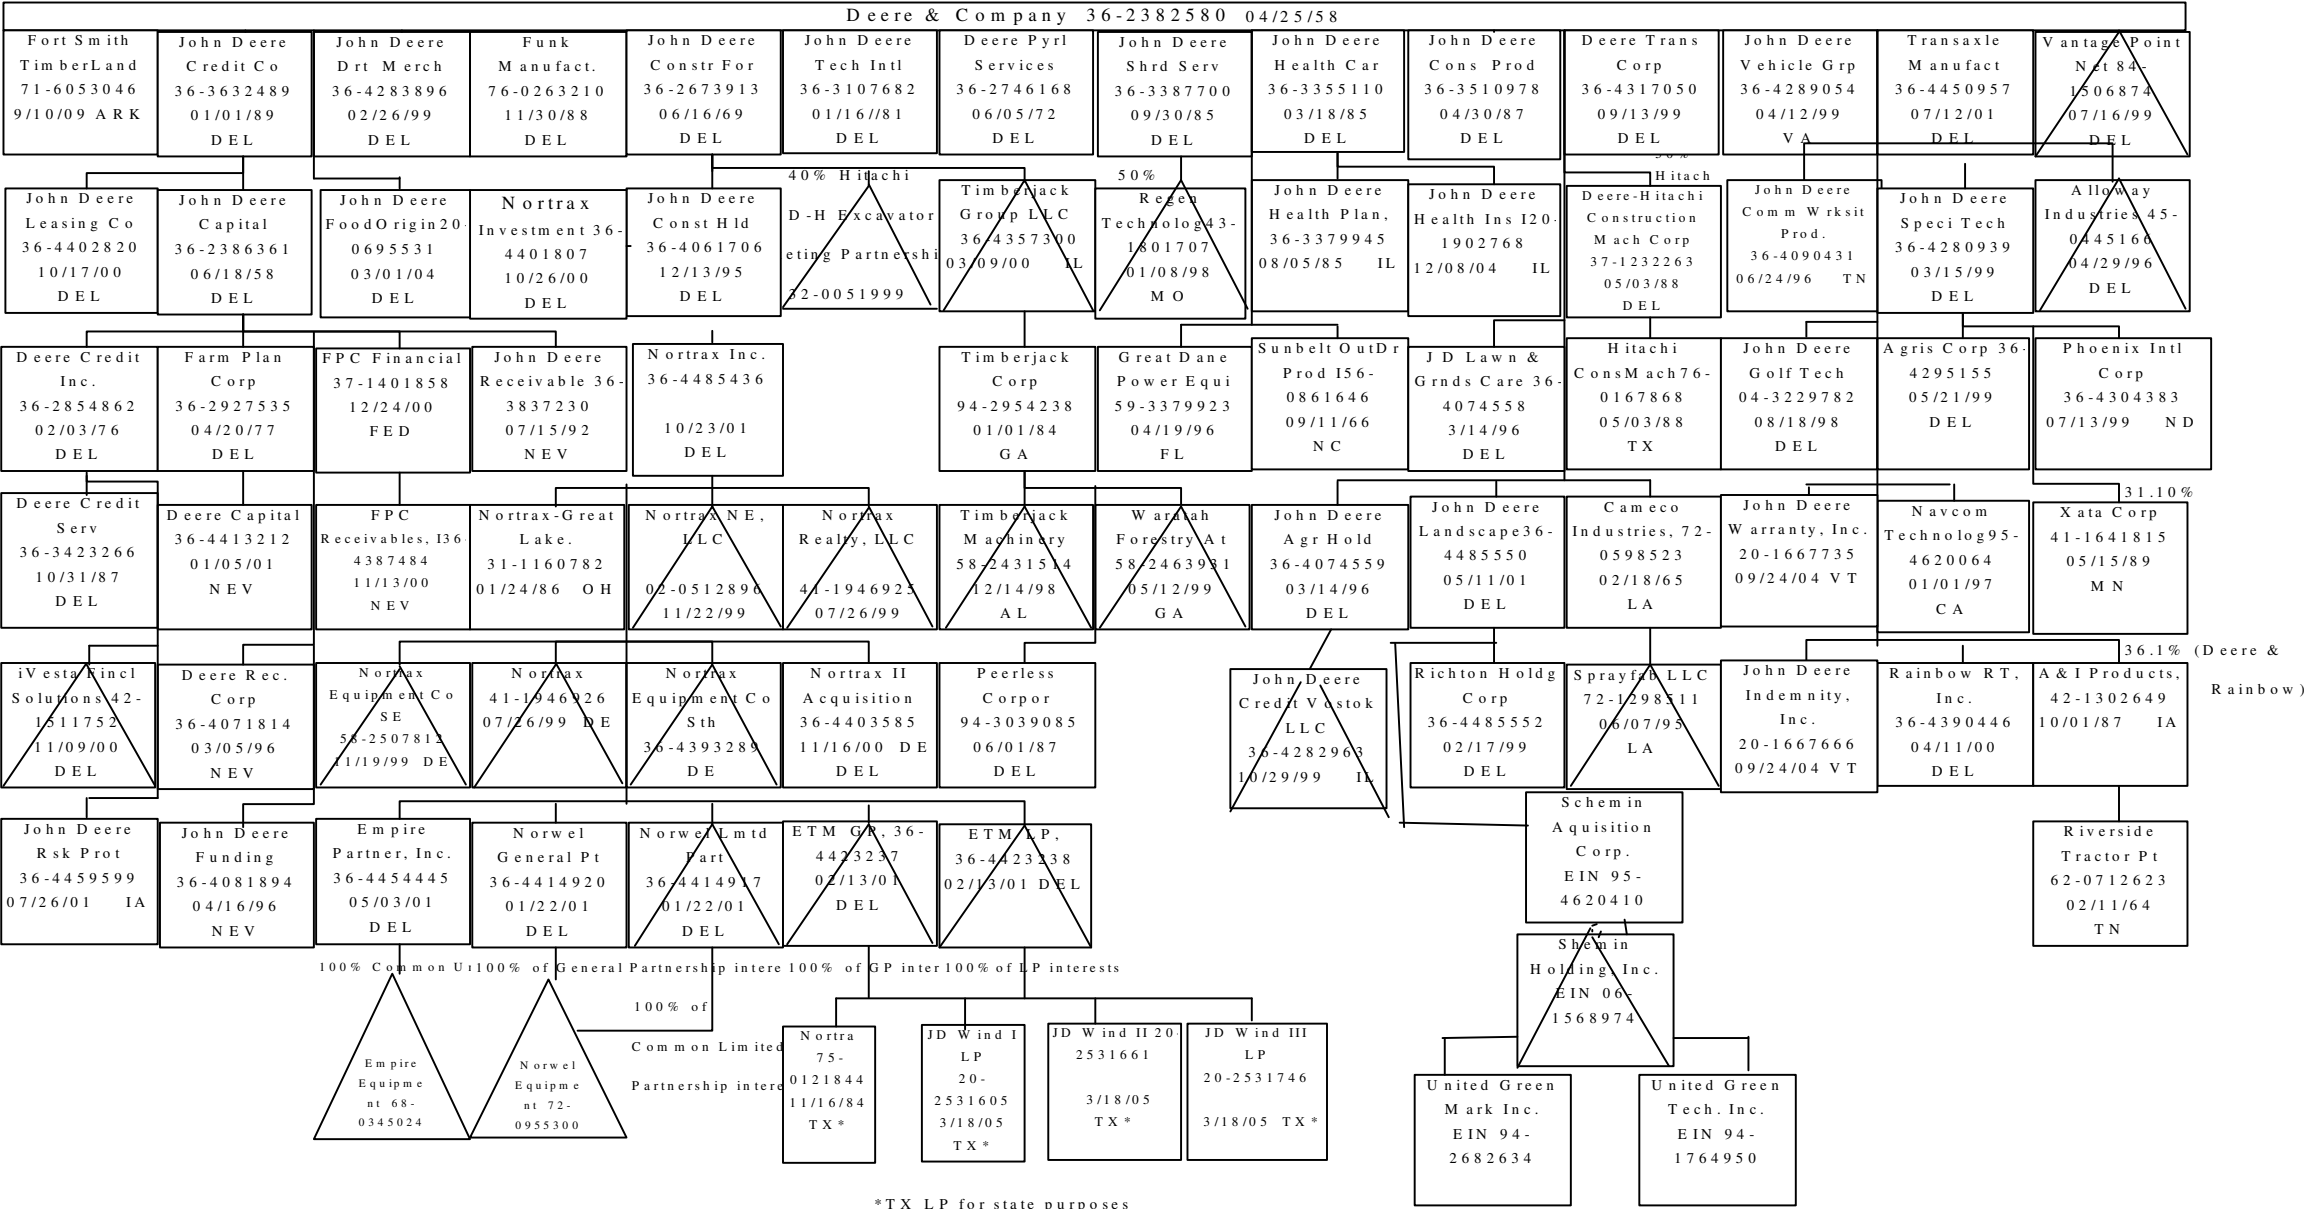 Deere & Company 36-2382580 04/25/58
Fort Smith
TimberLand
71-6053046
9/10/09 ARK
John Deere
Credit Co
36-3632489
01/01/89
DEL
John Deere
Drt Merch
36-4283896
02/26/99
DEL
Funk
Manufact.
76-0263210
11/30/88
DEL
John Deere
Constr For
36-2673913
06/16/69
DEL
John Deere
Tech Intl
36-3107682
01/16//81
DEL
Deere Pyrl
Services
36-2746168
06/05/72
DEL
John Deere
Shrd Serv
36-3387700
09/30/85
DEL
John Deere
Health Car
36-3355110
03/18/85
DEL
John Deere
Cons Prod
36-3510978
04/30/87
DEL
Deere Trans
Corp
36-4317050
09/13/99
DEL
John Deere
Vehicle Grp
36-4289054
04/12/99
VA
Transaxle
Manufact
36-4450957
07/12/01
DEL
Vantage Point
Net 84-
1506874
07/16/99
DEL
John Deere
Leasing Co
36-4402820
10/17/00
DEL
John Deere
Capital
36-2386361
06/18/58
DEL
John Deere
FoodOrigin20-
0695531
03/01/04
DEL
Nortrax
Investment 36-
4401807
10/26/00
DEL
John Deere
Const Hld
36-4061706
12/13/95
DEL
40% Hitachi
D-H Excavator
eting Partnershi
32-0051999
Timberjack
Group LLC
36-4357300
03/09/00 IL
50%
Regen
Technolog43-
1801707
01/08/98
MO
John Deere
Health Plan,
36-3379945
08/05/85 IL
John Deere
Health Ins I20-
1902768
12/08/04 IL
Hitach
Deere-Hitachi
Construction
Mach Corp
37-1232263
05/03/88
DEL
John Deere
Comm Wrksit
Prod.
36-4090431
06/24/96 TN
John Deere
Speci Tech
36-4280939
03/15/99
DEL
Alloway
Industries 45-
0445166
04/29/96
DEL
Deere Credit
Inc.
36-2854862
02/03/76
DEL
Farm Plan
Corp
36-2927535
04/20/77
DEL
FPC Financial
37-1401858
12/24/00
FED
John Deere
Receivable 36-
3837230
07/15/92
NEV
Nortrax Inc.
36-4485436
10/23/01
DEL
Timberjack
Corp
94-2954238
01/01/84
GA
Great Dane
Power Equi
59-3379923
04/19/96
FL
Sunbelt OutDr
Prod I56-
0861646
09/11/66
NC
JD Lawn &
Grnds Care 36-
4074558
3/14/96
DEL
Hitachi
ConsMach76-
0167868
05/03/88
TX
John Deere
Golf Tech
04-3229782
08/18/98
DEL
Agris Corp 36-
4295155
05/21/99
DEL
Phoenix Intl
Corp
36-4304383
07/13/99 ND
Deere Credit
Serv
36-3423266
10/31/87
DEL
Deere Capital
36-4413212
01/05/01
NEV
FPC
Receivables, I36-
4387484
11/13/00
NEV
Nortrax-Great
Lake.
31-1160782
01/24/86 OH
Nortrax NE,
LLC
02-0512896
11/22/99
Nortrax
Realty, LLC
41-1946925
07/26/99
Timberjack
Machinery
58-2431514
12/14/98
AL
Waratah
Forestry At
58-2463931
05/12/99
GA
John Deere
Agr Hold
36-4074559
03/14/96
DEL
John Deere
Landscape36-
4485550
05/11/01
DEL
Cameco
Industries, 72-
0598523
02/18/65
LA
John Deere
Warranty, Inc.
20-1667735
09/24/04 VT
Navcom
Technolog95-
4620064
01/01/97
CA
31.10%
Xata Corp
41-1641815
05/15/89
MN
iVesta Fincl
Solutions 42-
1511752
11/09/00
DEL
Deere Rec.
Corp
36-4071814
03/05/96
NEV
Nortrax
Equipment Co
SE
58-2507812
11/19/99 DE
Nortrax
41-1946926
07/26/99 DE
Nortrax
Equipment Co
Sth
36-4393289
DE
Nortrax II
Acquisition
36-4403585
11/16/00 DE
DEL
Peerless
Corpor
94-3039085
06/01/87
DEL
John Deere
Credit Vostok
LLC
36-4282963
10/29/99 IL
Richton Holdg
Corp
36-4485552
02/17/99
DEL
Sprayfab LLC
72-1298511
06/07/95
LA
John Deere
Indemnity,
Inc.
20-1667666
09/24/04 VT
Rainbow RT,
Inc.
36-4390446
04/11/00
DEL
A&I Products,
42-1302649
10/01/87 IA
36.1% (Deere &
Rainbow)
John Deere
Rsk Prot
36-4459599
07/26/01 IA
John Deere
Funding
36-4081894
04/16/96
NEV
Empire
Partner, Inc.
36-4454445
05/03/01
DEL
Norwel
General Pt
36-4414920
01/22/01
DEL
Norwel Lmtd
Part
36-4414917
01/22/01
DEL
ETM GP, 36-
4423237
02/13/01
DEL
ETM LP,
36-4423238
02/13/01 DEL
Schemin
Aquisition
Corp.
EIN 95-
4620410
Riverside
Tractor Pt
62-0712623
02/11/64
TN
100% Common U
100% of General Partnership intere
100% of GP inter
100% of LP interests
100% of
Common Limited
Partnership intere
Empire
Equipme
nt 68-
0345024
Norwel
Equipme
nt 72-
0955300
Nortra
75-
0121844
11/16/84
TX*
JD Wind I
LP
20-
2531605
3/18/05
TX*
JD Wind II 20-
2531661
3/18/05
TX*
JD Wind III
LP
20-2531746
3/18/05 TX*
Shemin
Holding, Inc.
EIN 06-
1568974
United Green
Mark Inc.
EIN 94-
2682634
United Green
Tech. Inc.
EIN 94-
1764950
*TX LP for state purposes